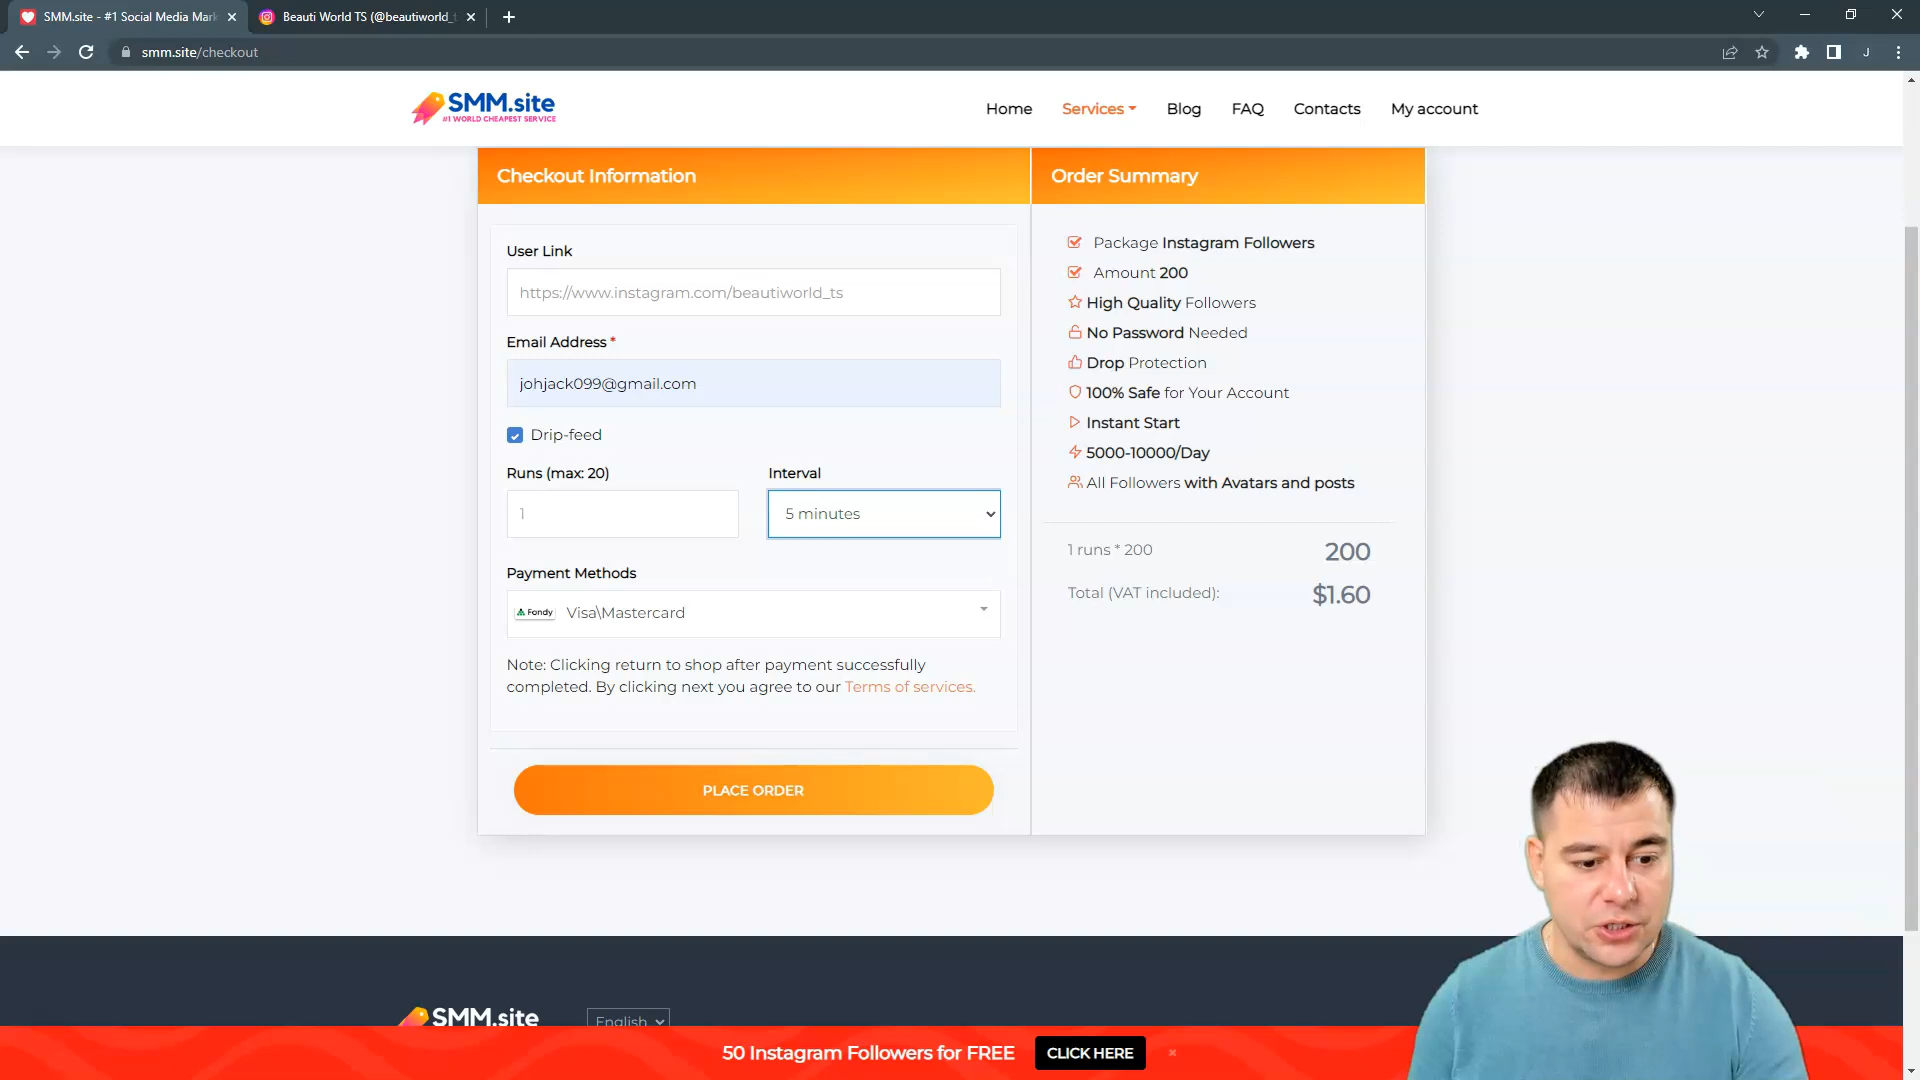 SMM.site - #1 Social Media Mark
Beauti World TS (@beautiworld_t
smm.site/checkout
J
SMM.site
#1 WORLD CHEAPEST SERVICE
Home
Services
Blog
FAQ
Contacts
My account
Checkout Information
User Link
https://www.instagram.com/beautiworld_ts
Email Address *
johjack099@gmail.com
Drip-feed
Runs (max: 20)
Interval
1
5 minutes
Payment Methods
Fondy Visa\Mastercard
Note: Clicking return to shop after payment successfully
completed. By clicking next you agree to our Terms of services.
PLACE ORDER
Order Summary
Package Instagram Followers
Amount 200
High Quality Followers
No Password Needed
Drop Protection
100% Safe for Your Account
Instant Start
5000-10000/Day
All Followers with Avatars and posts
1 runs * 200
200
Total (VAT included):
$1.60
SMM.site
English
50 Instagram Followers for FREE
CLICK HERE